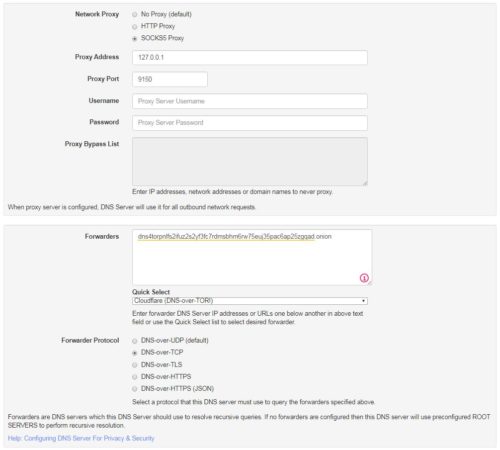 Network Proxy
No Proxy (default)
HTTP Proxy
SOCKS5 Proxy
Proxy Address
127.0.0.1
Proxy Port
9150
Username
Proxy Server Username
Password
Proxy Server Password
Proxy Bypass List
Enter IP addresses, network addresses or domain names to never proxy.
When proxy server is configured, DNS Server will use it for all outbound network requests.
Forwarders
dns4torpnlfs2ifuz2s2yf3fc7rdmsbhm6rw75euj35pac6ap25zgqad.onion
Quick Select
Cloudflare (DNS-over-TOR!)
Enter forwarder DNS Server IP addresses or URLs one below another in above text
field or use the Quick Select list to select desired forwarder.
Forwarder Protocol
DNS-over-UDP (default)
DNS-over-TCP
DNS-over-TLS
DNS-over-HTTPS
DNS-over-HTTPS (JSON)
Select a protocol that this DNS server must use to query the forwarders specified above.
Forwarders are DNS servers which this DNS Server should use to resolve recursive queries. If no forwarders are configured then this DNS server will use preconfigured ROOT
SERVERS to perform recursive resolution.
Help: Configuring DNS Server For Privacy & Security